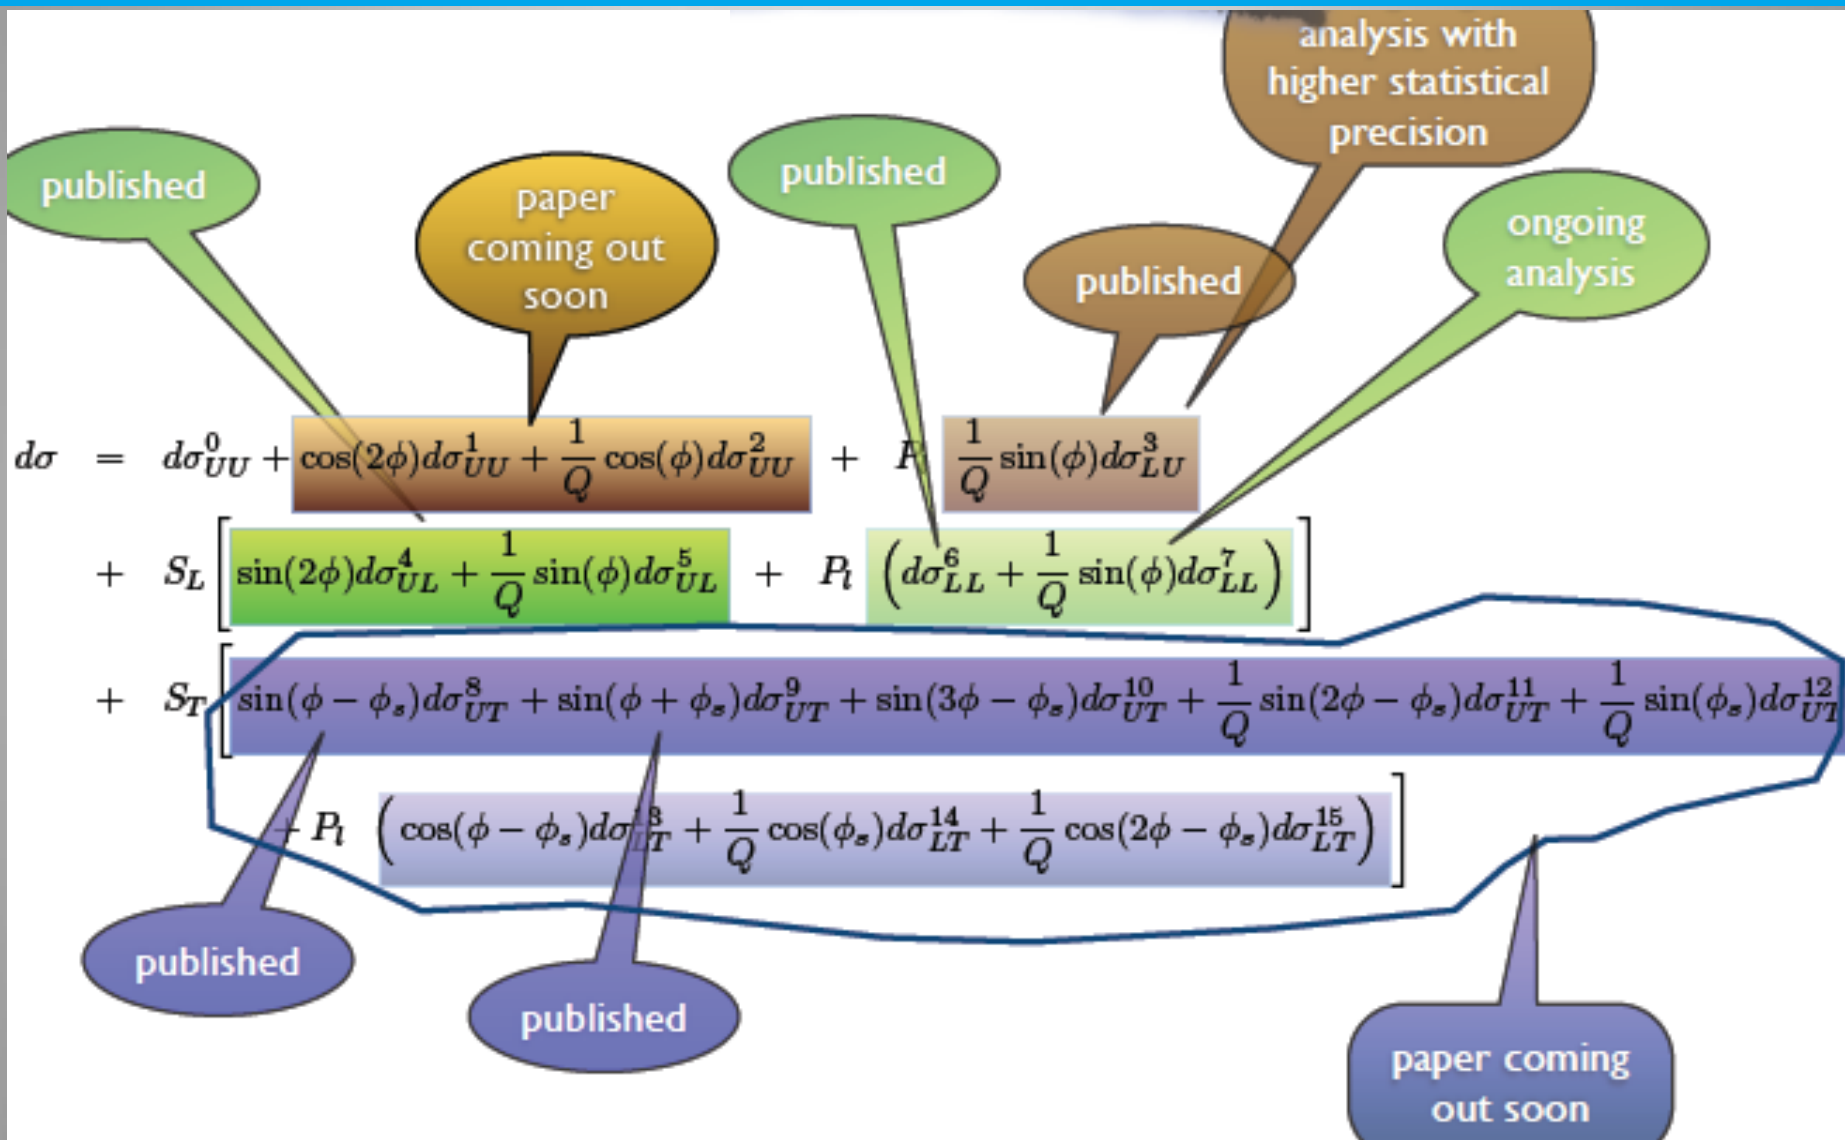 analysis with
higher statistical
precision
published
paper
coming out
soon
published
published
ongoing
analysis
dσ = dσ⁰_UU + cos(2φ)dσ¹_UU + 1/Q cos(φ)dσ²_UU + P 1/Q sin(φ)dσ³_LU
+ S_L [ sin(2φ)dσ⁴_UL + 1/Q sin(φ)dσ⁵_UL + P_l ( dσ⁶_LL + 1/Q sin(φ)dσ⁷_LL ) ]
+ S_T [ sin(φ − φ_s)dσ⁸_UT + sin(φ + φ_s)dσ⁹_UT + sin(3φ − φ_s)dσ¹⁰_UT + 1/Q sin(2φ − φ_s)dσ¹¹_UT + 1/Q sin(φ_s)dσ¹²_UT
+ P_l ( cos(φ − φ_s)dσ¹³_LT + 1/Q cos(φ_s)dσ¹⁴_LT + 1/Q cos(2φ − φ_s)dσ¹⁵_LT ) ]
published
published
paper coming
out soon